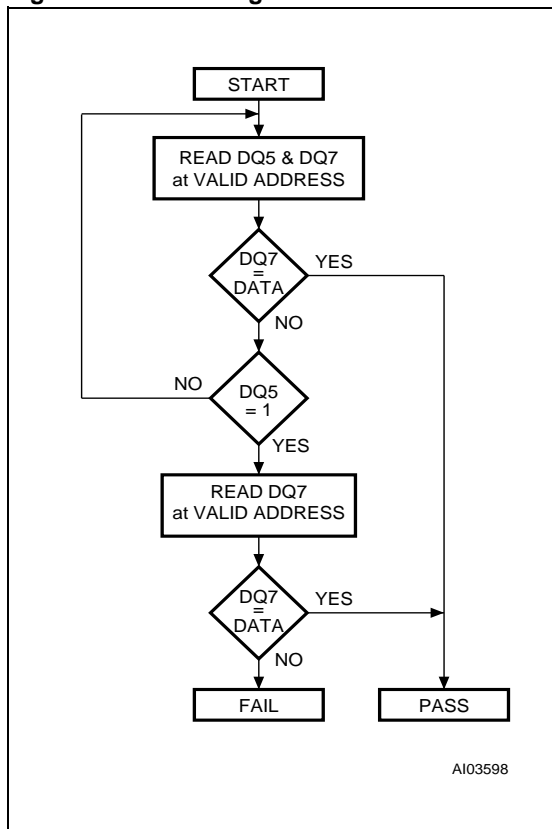 START
READ DQ5 & DQ7
at VALID ADDRESS
DQ7
=
DATA
YES
NO
NO
DQ5
= 1
YES
READ DQ7
at VALID ADDRESS
DQ7
=
DATA
YES
NO
FAIL
PASS
AI03598